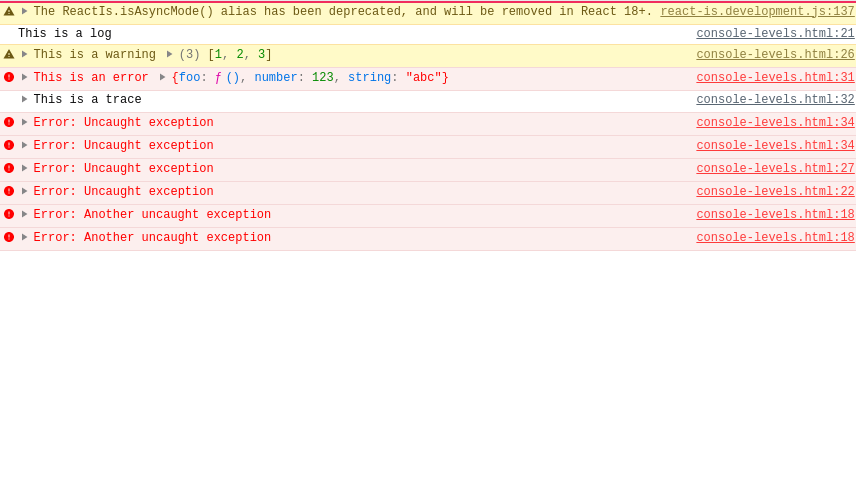 The ReactIs.isAsyncMode() alias has been deprecated, and will be removed in React 18+. react-is.development.js:137
This is a log console-levels.html:21
This is a warning (3) [1, 2, 3] console-levels.html:26
This is an error {foo: ƒ (), number: 123, string: "abc"} console-levels.html:31
This is a trace console-levels.html:32
Error: Uncaught exception console-levels.html:34
Error: Uncaught exception console-levels.html:34
Error: Uncaught exception console-levels.html:27
Error: Uncaught exception console-levels.html:22
Error: Another uncaught exception console-levels.html:18
Error: Another uncaught exception console-levels.html:18